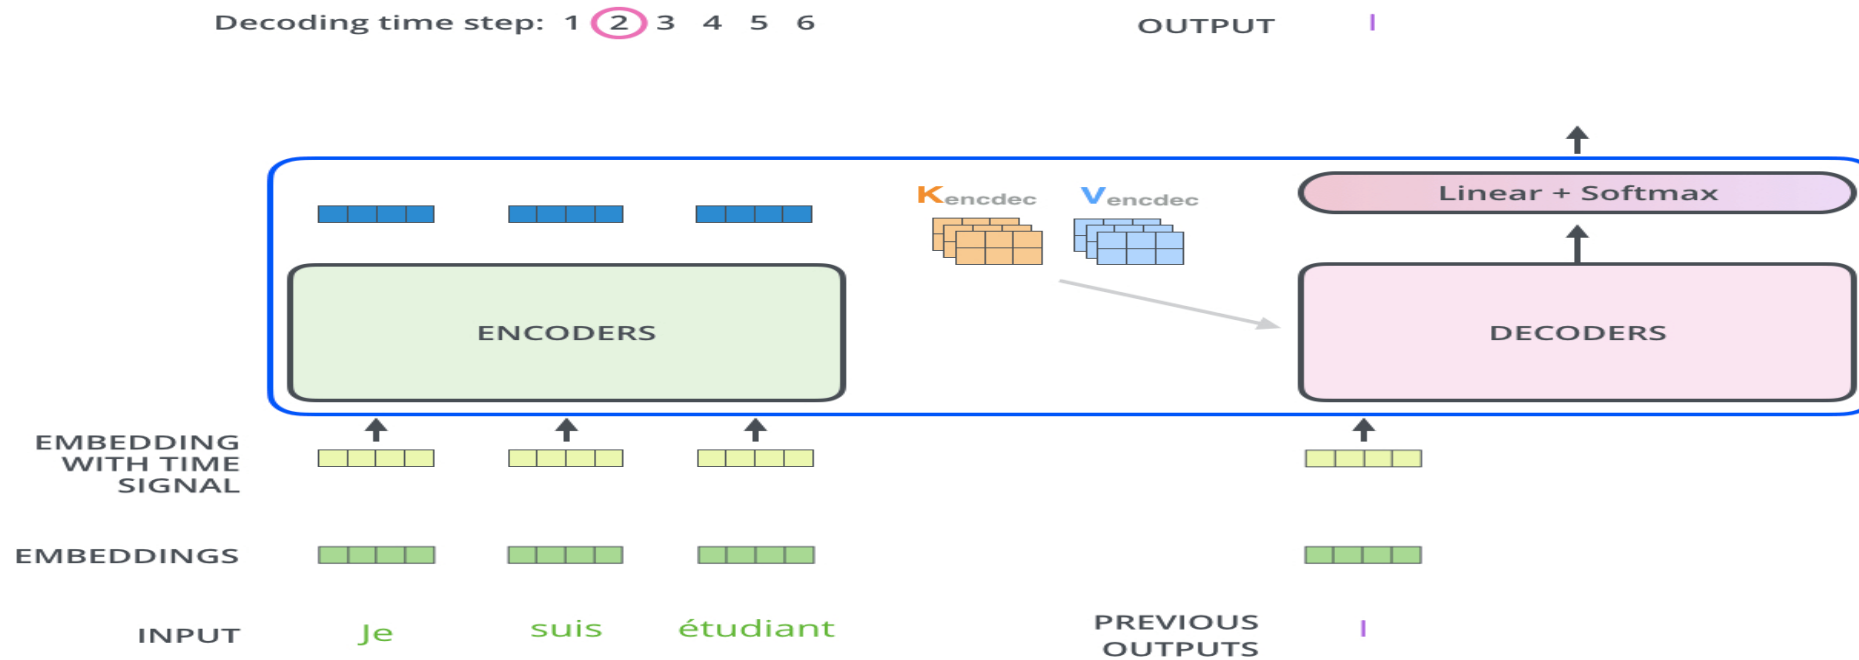 Decoding time step: 1 2 3 4 5 6
OUTPUT I
Linear + Softmax
Kencdec Vencdec
ENCODERS
DECODERS
EMBEDDING
WITH TIME
SIGNAL
EMBEDDINGS
INPUT Je suis étudiant
PREVIOUS
OUTPUTS
I